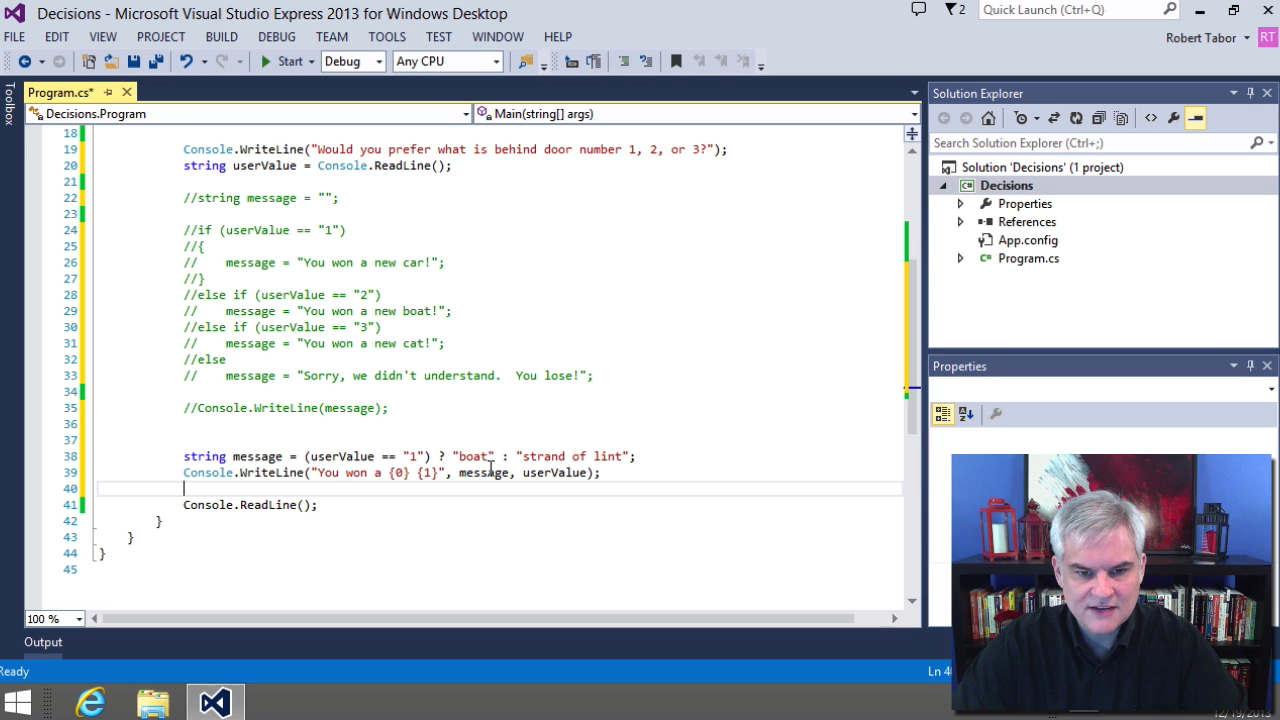 Decisions - Microsoft Visual Studio Express 2013 for Windows Desktop
2
Quick Launch (Ctrl+Q)
FILE EDIT VIEW PROJECT BUILD DEBUG TEAM TOOLS TEST WINDOW HELP
Robert Tabor RT
Start Debug Any CPU
Toolbox
Program.cs*
Decisions.Program Main(string[] args)
18
19 Console.WriteLine("Would you prefer what is behind door number 1, 2, or 3?");
20 string userValue = Console.ReadLine();
21
22 //string message = "";
23
24 //if (userValue == "1")
25 //{
26 // message = "You won a new car!";
27 //}
28 //else if (userValue == "2")
29 // message = "You won a new boat!";
30 //else if (userValue == "3")
31 // message = "You won a new cat!";
32 //else
33 // message = "Sorry, we didn't understand. You lose!";
34
35 //Console.WriteLine(message);
36
37
38 string message = (userValue == "1") ? "boat" : "strand of lint";
39 Console.WriteLine("You won a {0} {1}", message, userValue);
40
41 Console.ReadLine();
42 }
43 }
44 }
45
100 %
Output
Ready
Solution Explorer
Search Solution Explorer (Ctrl+;)
Solution 'Decisions' (1 project)
C# Decisions
Properties
References
App.config
C# Program.cs
Properties
12/19/2013